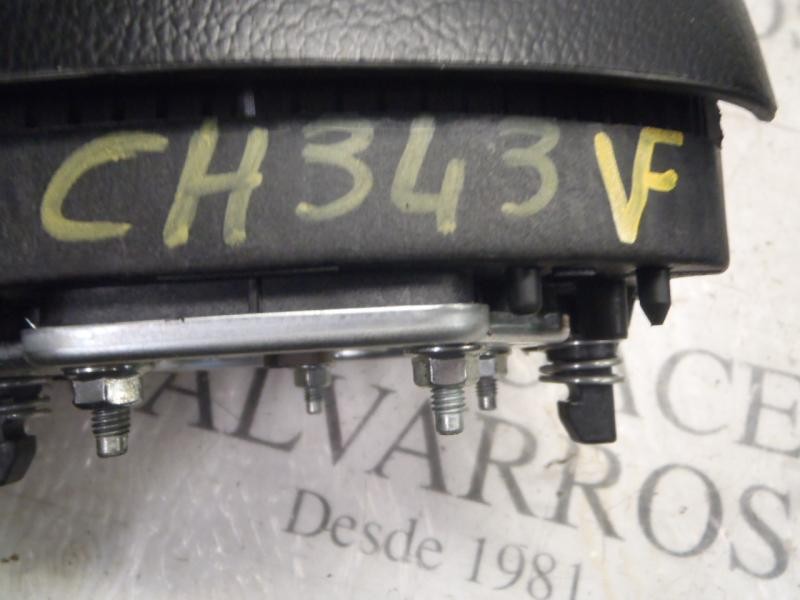 CH343 VF
ALVARROS
Desde 1981